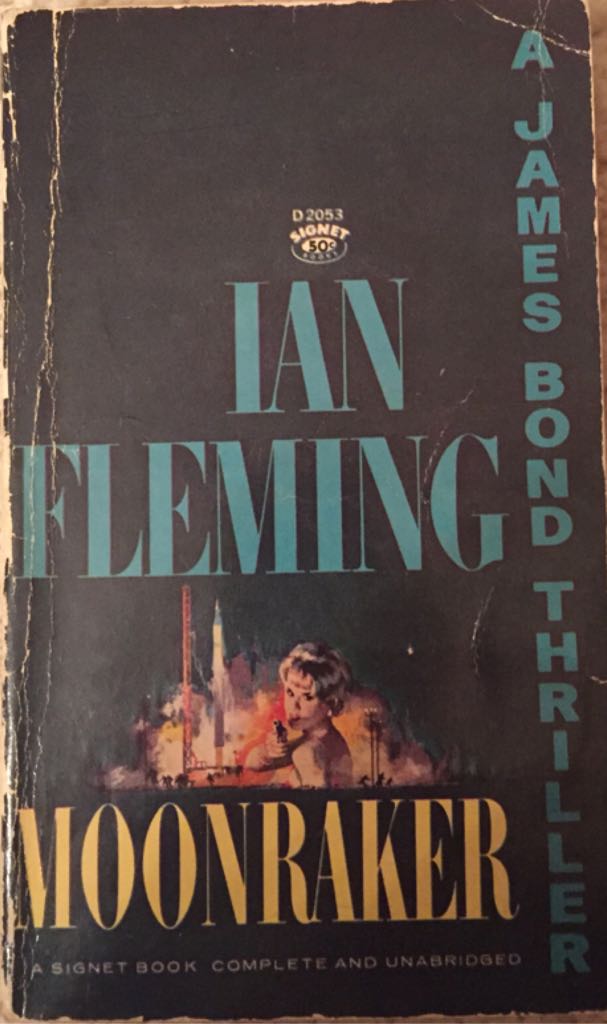 D2053
SIGNET
50¢
BOOKS
IAN
FLEMING
MOONRAKER
A SIGNET BOOK COMPLETE AND UNABRIDGED
A JAMES BOND THRILLER